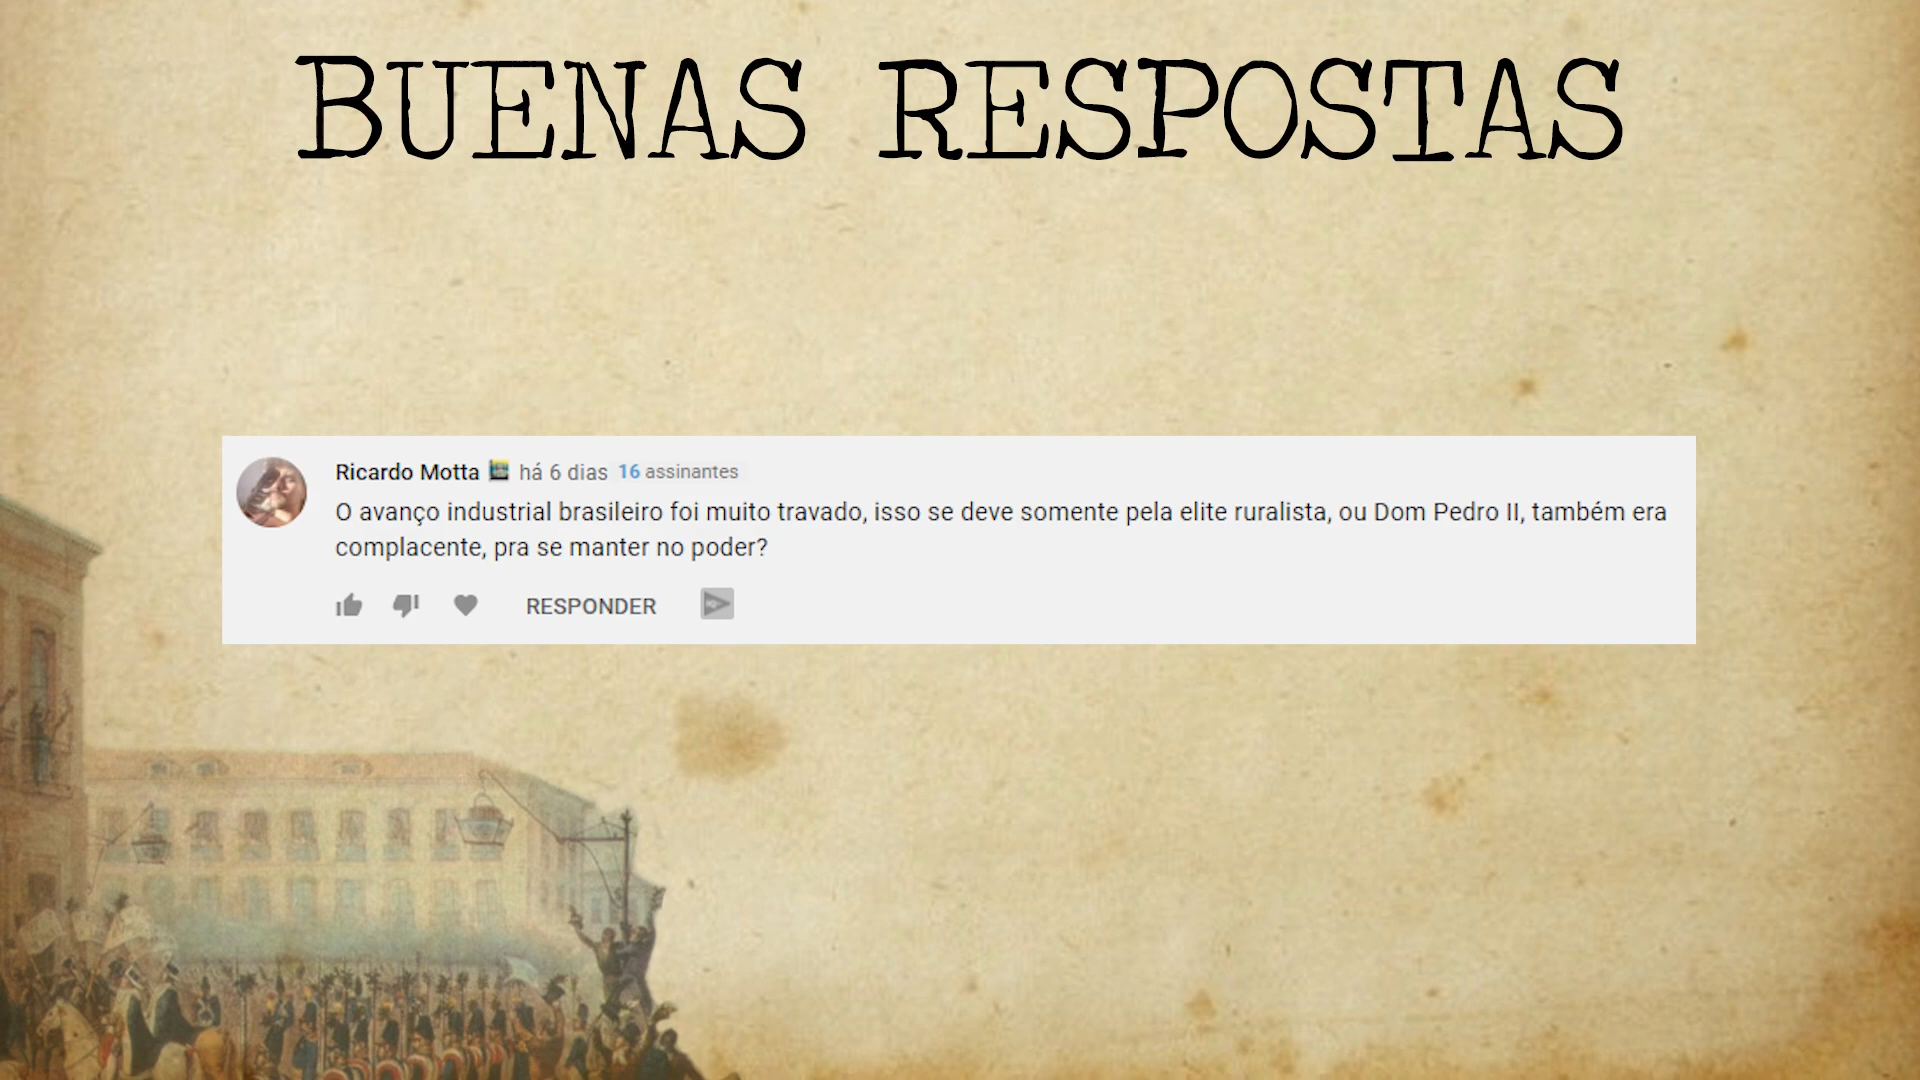 BUENAS RESPOSTAS
Ricardo Motta há 6 dias 16 assinantes
O avanço industrial brasileiro foi muito travado, isso se deve somente pela elite ruralista, ou Dom Pedro II, também era
complacente, pra se manter no poder?
RESPONDER